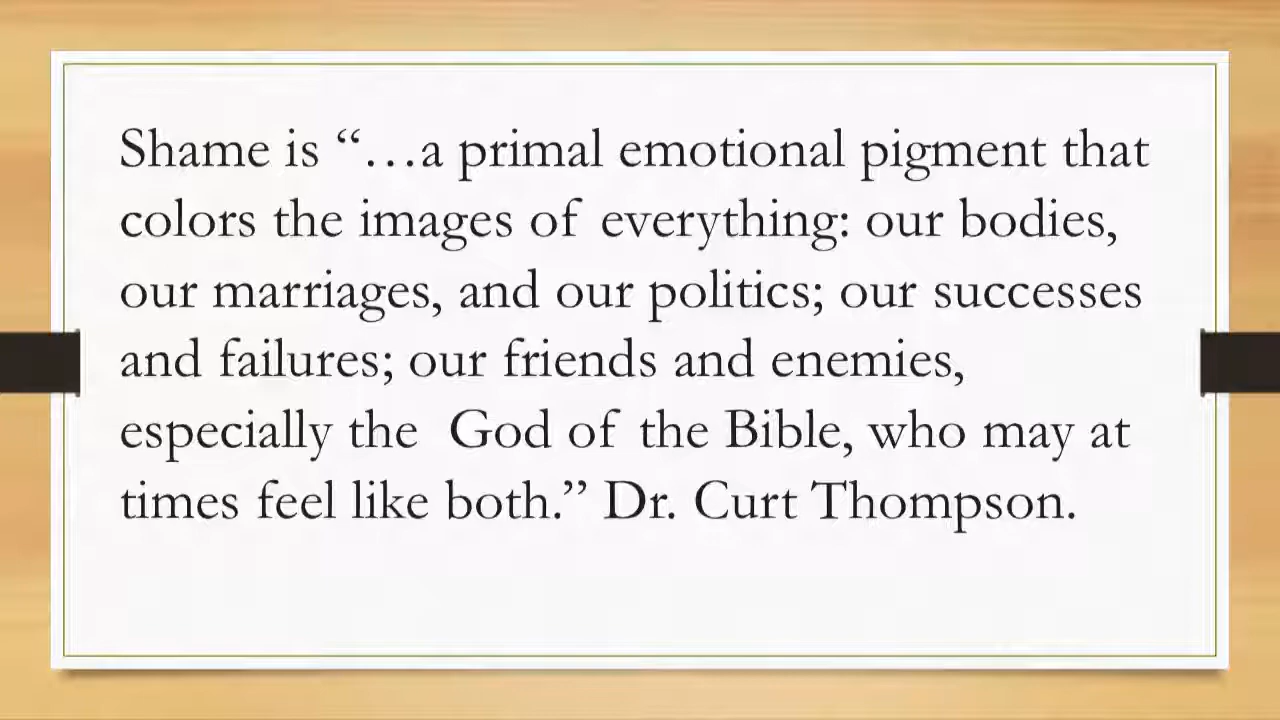 Shame is “…a primal emotional pigment that
colors the images of everything: our bodies,
our marriages, and our politics; our successes
and failures; our friends and enemies,
especially the  God of the Bible, who may at
times feel like both.” Dr. Curt Thompson.